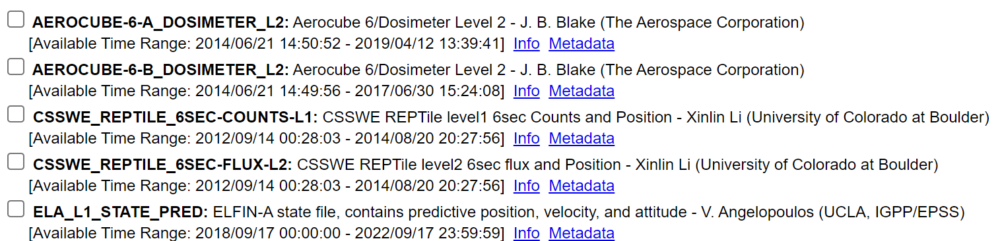 AEROCUBE-6-A_DOSIMETER_L2: Aerocube 6/Dosimeter Level 2 - J. B. Blake (The Aerospace Corporation)
[Available Time Range: 2014/06/21 14:50:52 - 2019/04/12 13:39:41] Info Metadata
AEROCUBE-6-B_DOSIMETER_L2: Aerocube 6/Dosimeter Level 2 - J. B. Blake (The Aerospace Corporation)
[Available Time Range: 2014/06/21 14:49:56 - 2017/06/30 15:24:08] Info Metadata
CSSWE_REPTILE_6SEC-COUNTS-L1: CSSWE REPTile level1 6sec Counts and Position - Xinlin Li (University of Colorado at Boulder)
[Available Time Range: 2012/09/14 00:28:03 - 2014/08/20 20:27:56] Info Metadata
CSSWE_REPTILE_6SEC-FLUX-L2: CSSWE REPTile level2 6sec flux and Position - Xinlin Li (University of Colorado at Boulder)
[Available Time Range: 2012/09/14 00:28:03 - 2014/08/20 20:27:56] Info Metadata
ELA_L1_STATE_PRED: ELFIN-A state file, contains predictive position, velocity, and attitude - V. Angelopoulos (UCLA, IGPP/EPSS)
[Available Time Range: 2018/09/17 00:00:00 - 2022/09/17 23:59:59] Info Metadata